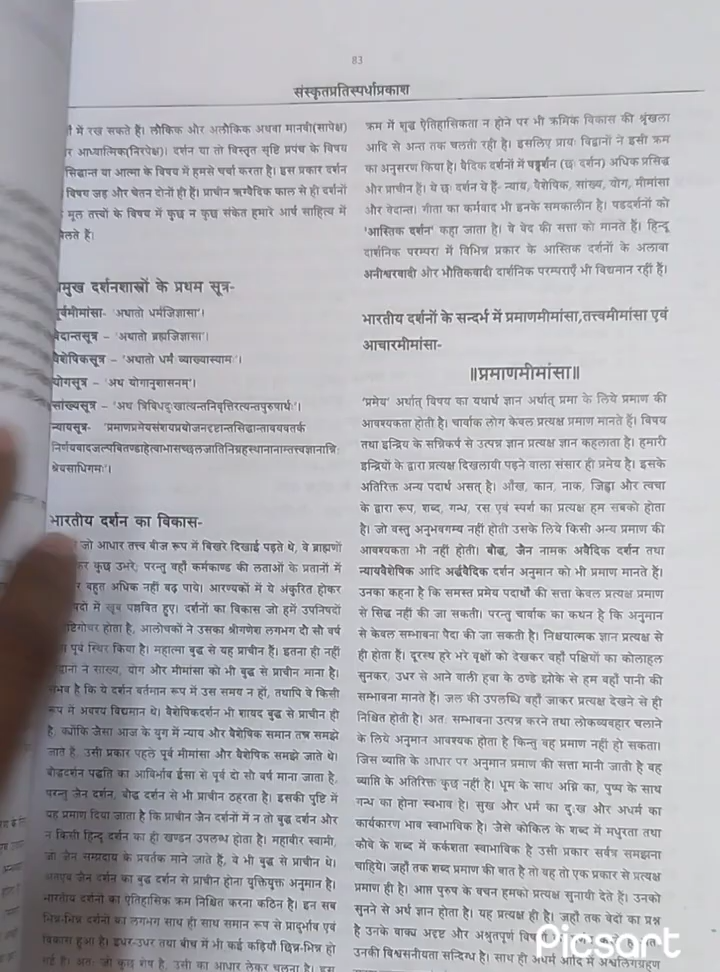 83
संस्कृतप्रतिस्पर्धाप्रकाश
में रख सकते हैं। लौकिक और अलौकिक अथवा मानवी(सापेक्ष)
आध्यात्मिक(निरपेक्ष)। दर्शन या तो विस्तृत सृष्टि प्रपंच के विषय
सिद्धान्त या आत्मा के विषय में हमसे चर्चा करता है। इस प्रकार दर्शन
विषय जड और चेतन दोनों ही हैं। प्राचीन ऋग्वैदिक काल से ही दर्शनों
मूल तत्त्वों के विषय में कुछ न कुछ संकेत हमारे आर्ष साहित्य में
मिलते हैं।
प्रमुख दर्शनशास्त्रों के प्रथम सूत्र-
पूर्वमीमांसा- 'अथातो धर्मजिज्ञासा'।
वेदान्तसूत्र – 'अथातो ब्रह्मजिज्ञासा'।
वैशेषिकसूत्र – 'अथातो धर्मं व्याख्यास्यामः'।
योगसूत्र – 'अथ योगानुशासनम्'।
सांख्यसूत्र – 'अथ त्रिविधदुःखात्यन्तनिवृत्तिरत्यन्तपुरुषार्थः'।
न्यायसूत्र- 'प्रमाणप्रमेयसंशयप्रयोजनदृष्टान्तसिद्धान्तावयवतर्क
निर्णयवादजल्पवितण्डाहेत्वाभासच्छलजातिनिग्रहस्थानानान्तत्त्वज्ञानान्निः
श्रेयसाधिगमः'।
भारतीय दर्शन का विकास-
जो आधार तत्त्व बीज रूप में बिखरे दिखाई पड़ते थे, वे ब्राह्मणों
कुछ उभरे; परन्तु वहाँ कर्मकाण्ड की लताओं के प्रतानों में
बहुत अधिक नहीं बढ़ पाये। आरण्यकों में ये अंकुरित होकर
में खूब पल्लवित हुए। दर्शनों का विकास जो हमें उपनिषदों
होता है, आलोचकों ने उसका श्रीगणेश लगभग दौ सौ वर्ष
पूर्व स्थिर किया है। महात्मा बुद्ध से यह प्राचीन हैं। इतना ही नहीं
ने सांख्य, योग और मीमांसा को भी बुद्ध से प्राचीन माना है।
संभव है कि ये दर्शन वर्तमान रूप में उस समय न हों, तथापि वे किसी
रूप में अवश्य विद्यमान थे। वैशेषिकदर्शन भी शायद बुद्ध से प्राचीन ही
है, क्योंकि जैसा आज के युग में न्याय और वैशेषिक समान तन्त्र समझे
जाते है, उसी प्रकार पहले पूर्व मीमांसा और वैशेषिक समझे जाते थे।
बौद्धदर्शन पद्धति का आविर्भाव ईसा से पूर्व दो सौ वर्ष माना जाता है,
परन्तु जैन दर्शन, बौद्ध दर्शन से भी प्राचीन ठहरता है। इसकी पुष्टि में
यह प्रमाण दिया जाता है कि प्राचीन जैन दर्शनों में न तो बुद्ध दर्शन और
न किसी हिन्दू दर्शन का ही खण्डन उपलब्ध होता है। महावीर स्वामी,
जो जैन सम्प्रदाय के प्रवर्तक माने जाते हैं, वे भी बुद्ध से प्राचीन थे।
अतएव जैन दर्शन का बुद्ध दर्शन से प्राचीन होना युक्तियुक्त अनुमान है।
भारतीय दर्शनों का ऐतिहासिक क्रम निश्चित करना कठिन है। इन सब
भिन्न-भिन्न दर्शनों का लगभग साथ ही साथ समान रूप से प्रादुर्भाव एवं
विकास हुआ है। इधर-उधर तथा बीच में भी कई कड़ियाँ छिन्न-भिन्न हो
गई है। अतः जो कुछ शेष है, उसी का आधार लेकर चलना है। इस
क्रम में शुद्ध ऐतिहासिकता न होने पर भी क्रमिक विकास की श्रृंखला
आदि से अन्त तक चलती रही है। इसलिए प्रायः विद्वानों ने इसी क्रम
का अनुसरण किया है। वैदिक दर्शनों में षड्दर्शन (छः दर्शन) अधिक प्रसिद्ध
और प्राचीन हैं। ये छः दर्शन ये हैं- न्याय, वैशेषिक, सांख्य, योग, मीमांसा
और वेदान्त। गीता का कर्मवाद भी इनके समकालीन है। षडदर्शनों को
'आस्तिक दर्शन' कहा जाता है। वे वेद की सत्ता को मानते हैं। हिन्दू
दार्शनिक परम्परा में विभिन्न प्रकार के आस्तिक दर्शनों के अलावा
अनीश्वरवादी और भौतिकवादी दार्शनिक परम्पराएँ भी विद्यमान रहीं हैं।
भारतीय दर्शनों के सन्दर्भ में प्रमाणमीमांसा,तत्त्वमीमांसा एवं
आचारमीमांसा-
॥प्रमाणमीमांसा॥
'प्रमेय' अर्थात् विषय का यथार्थ ज्ञान अर्थात् प्रमा के लिये प्रमाण की
आवश्यकता होती है। चार्वाक लोग केवल प्रत्यक्ष प्रमाण मानते हैं। विषय
तथा इन्द्रिय के सन्निकर्ष से उत्पन्न ज्ञान प्रत्यक्ष ज्ञान कहलाता है। हमारी
इन्द्रियों के द्वारा प्रत्यक्ष दिखलायी पड़ने वाला संसार ही प्रमेय है। इसके
अतिरिक्त अन्य पदार्थ असत् है। आँख, कान, नाक, जिह्वा और त्वचा
के द्वारा रूप, शब्द, गन्ध, रस एवं स्पर्श का प्रत्यक्ष हम सबको होता
है। जो वस्तु अनुभवगम्य नहीं होती उसके लिये किसी अन्य प्रमाण की
आवश्यकता भी नहीं होती। बौद्ध, जैन नामक अवैदिक दर्शन तथा
न्यायवैशेषिक आदि अर्द्धवैदिक दर्शन अनुमान को भी प्रमाण मानते हैं।
उनका कहना है कि समस्त प्रमेय पदार्थों की सत्ता केवल प्रत्यक्ष प्रमाण
से सिद्ध नहीं की जा सकती। परन्तु चार्वाक का कथन है कि अनुमान
से केवल सम्भावना पैदा की जा सकती है। निश्चयात्मक ज्ञान प्रत्यक्ष से
ही होता हैं। दूरस्थ हरे भरे वृक्षों को देखकर वहाँ पक्षियों का कोलाहल
सुनकर, उधर से आने वाली हवा के ठण्डे झोके से हम वहाँ पानी की
सम्भावना मानते हैं। जल की उपलब्धि वहाँ जाकर प्रत्यक्ष देखने से ही
निश्चित होती है। अतः सम्भावना उत्पन्न करने तथा लोकव्यवहार चलाने
के लिये अनुमान आवश्यक होता है किन्तु वह प्रमाण नहीं हो सकता।
जिस व्याप्ति के आधार पर अनुमान प्रमाण की सत्ता मानी जाती है वह
व्याप्ति के अतिरिक्त कुछ नहीं है। धूम के साथ अग्नि का, पुष्प के साथ
गन्ध का होना स्वभाव है। सुख और धर्म का दुःख और अधर्म का
कार्यकारण भाव स्वाभाविक है। जैसे कोकिल के शब्द में मधुरता तथा
कौवे के शब्द में कर्कशता स्वाभाविक है उसी प्रकार सर्वत्र समझना
चाहिये। जहाँ तक शब्द प्रमाण की बात है तो वह तो एक प्रकार से प्रत्यक्ष
प्रमाण ही है। आप्त पुरुष के वचन हमको प्रत्यक्ष सुनायी देते हैं। उनको
सुनने से अर्थ ज्ञान होता है। यह प्रत्यक्ष ही है। जहाँ तक वेदों का प्रश्न
है उनके वाक्य अदृष्ट और अश्रुतपूर्ण
उनकी विश्वसनीयता सन्दिग्ध है। साथ ही अधर्म आदि में अश्वलिंगग्रहण
Picsart